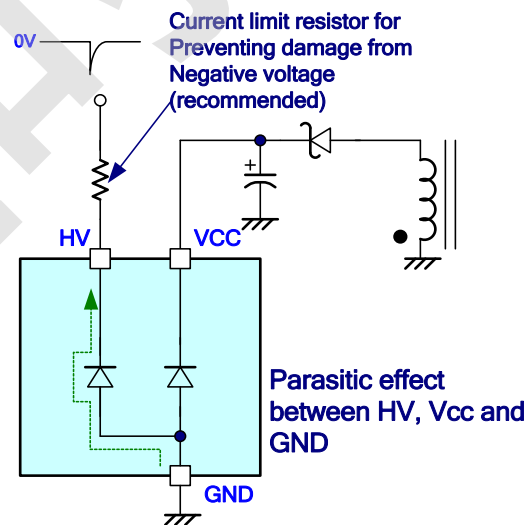 Current limit resistor for
0V
Preventing damage from
Negative voltage
(recommended)
+
HV
VCC
Parasitic effect
between HV, Vcc and
GND
GND